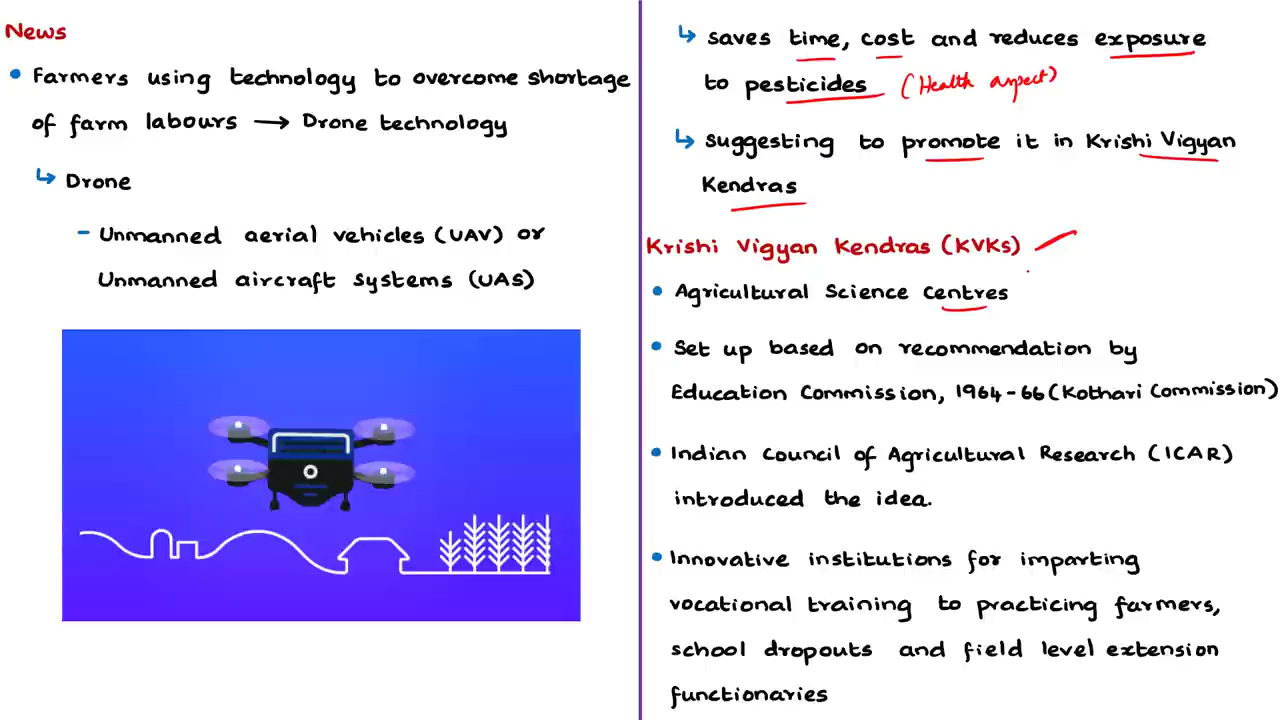 News
Farmers using technology to overcome shortage
of farm labours → Drone technology
↳ Drone
- Unmanned aerial vehicles (UAV) or
Unmanned aircraft systems (UAS)
↳ saves time, cost and reduces exposure
to pesticides (Health aspect)
↳ suggesting to promote it in Krishi Vigyan
Kendras
Krishi Vigyan Kendras (KVKs)
Agricultural Science Centres
Set up based on recommendation by
Education Commission, 1964-66 (Kothari Commission)
Indian Council of Agricultural Research (ICAR)
introduced the idea.
Innovative institutions for imparting
vocational training to practicing farmers,
school dropouts and field level extension
functionaries